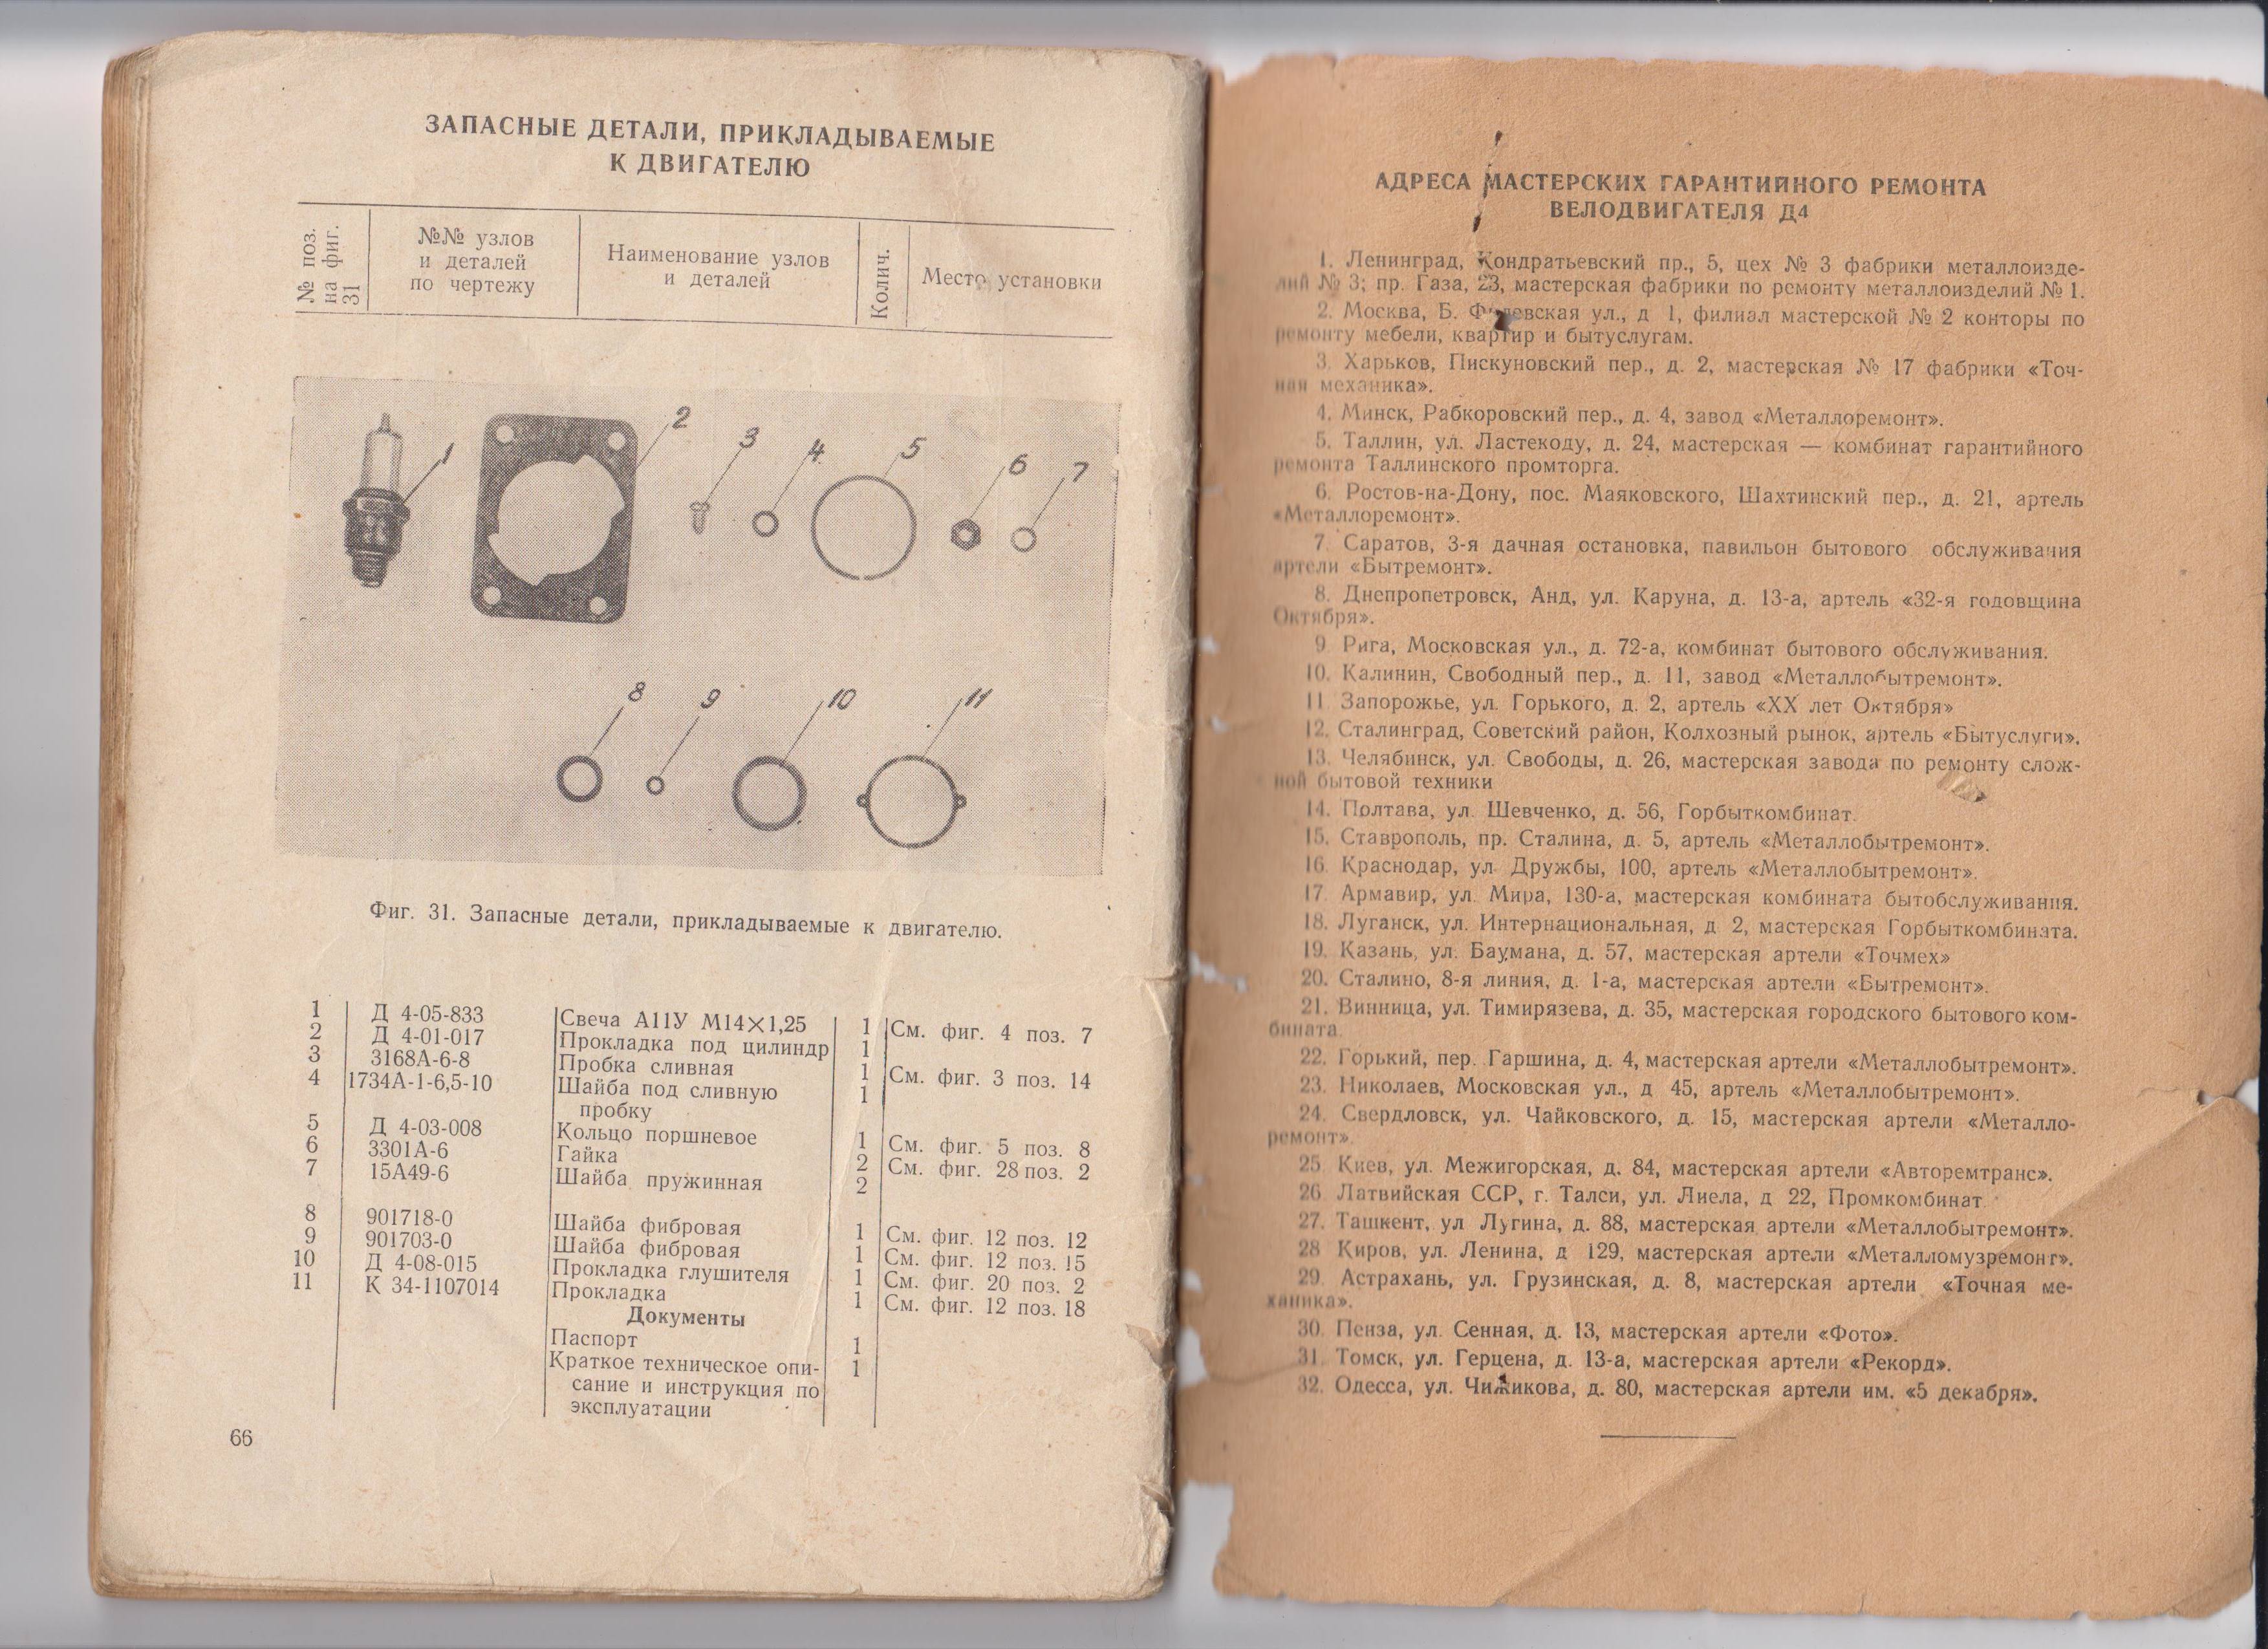 ЗАПАСНЫЕ ДЕТАЛИ, ПРИКЛАДЫВАЕМЫЕ
К ДВИГАТЕЛЮ
№ поз. на фиг. 31 | №№ узлов и деталей по чертежу | Наименование узлов и деталей | Колич. | Место установки
1 2 3 4 5 6 7
8 9 10 11
Фиг. 31. Запасные детали, прикладываемые к двигателю.
1 Д 4-05-833 Свеча А11У М14×1,25 1 См. фиг. 4 поз. 7
2 Д 4-01-017 Прокладка под цилиндр 1
3 3168А-6-8 Пробка сливная 1 См. фиг. 3 поз. 14
4 1734А-1-6,5-10 Шайба под сливную 1
пробку
5 Д 4-03-008 Кольцо поршневое 1 См. фиг. 5 поз. 8
6 3301А-6 Гайка 2 См. фиг. 28 поз. 2
7 15А49-6 Шайба пружинная 2
8 901718-0 Шайба фибровая 1 См. фиг. 12 поз. 12
9 901703-0 Шайба фибровая 1 См. фиг. 12 поз. 15
10 Д 4-08-015 Прокладка глушителя 1 См. фиг. 20 поз. 2
11 К 34-1107014 Прокладка 1 См. фиг. 12 поз. 18
Документы
Паспорт 1
Краткое техническое опи- 1
сание и инструкция по
эксплуатации
66
АДРЕСА МАСТЕРСКИХ ГАРАНТИЙНОГО РЕМОНТА
ВЕЛОДВИГАТЕЛЯ Д4
1. Ленинград, Кондратьевский пр., 5, цех № 3 фабрики металлоизде-
лий № 3; пр. Газа, 23, мастерская фабрики по ремонту металлоизделий № 1.
2. Москва, Б. ул., д 1, филиал мастерской № 2 конторы по
ремонту мебели, квартир и бытуслугам.
3. Харьков, Пискуновский пер., д. 2, мастерская № 17 фабрики «Точ-
ная механика».
4. Минск, Рабкоровский пер., д. 4, завод «Металлоремонт».
5. Таллин, ул. Ластекоду, д. 24, мастерская — комбинат гарантийного
ремонта Таллинского промторга.
6. Ростов-на-Дону, пос. Маяковского, Шахтинский пер., д. 21, артель
«Металлоремонт».
7 Саратов, 3-я дачная остановка, павильон бытового обслуживания
артели «Бытремонт».
8. Днепропетровск, Анд, ул. Каруна, д. 13-а, артель «32-я годовщина
Октября».
9 Рига, Московская ул., д. 72-а, комбинат бытового обслуживания.
10. Калинин, Свободный пер., д. 11, завод «Металлобытремонт».
11 Запорожье, ул. Горького, д. 2, артель «XX лет Октября»
12. Сталинград, Советский район, Колхозный рынок, артель «Бытуслуги».
13. Челябинск, ул. Свободы, д. 26, мастерская завода по ремонту слож-
ной бытовой техники
14. Полтава, ул. Шевченко, д. 56, Горбыткомбинат.
15. Ставрополь, пр. Сталина, д. 5, артель «Металлобытремонт».
16. Краснодар, ул. Дружбы, 100, артель «Металлобытремонт».
17. Армавир, ул. Мира, 130-а, мастерская комбината бытобслуживания.
18. Луганск, ул. Интернациональная, д 2, мастерская Горбыткомбината.
19. Казань, ул. Баумана, д. 57, мастерская артели «Точмех»
20. Сталино, 8-я линия, д. 1-а, мастерская артели «Бытремонт».
21. Винница, ул. Тимирязева, д. 35, мастерская городского бытового ком-
бината.
22. Горький, пер. Гаршина, д. 4, мастерская артели «Металлобытремонт».
23. Николаев, Московская ул., д 45, артель «Металлобытремонт».
24. Свердловск, ул. Чайковского, д. 15, мастерская артели «Металло-
ремонт».
25. Киев, ул. Межигорская, д. 84, мастерская артели «Авторемтранс».
26. Латвийская ССР, г. Талси, ул. Лиела, д 22, Промкомбинат.
27. Ташкент, ул Лугина, д. 88, мастерская артели «Металлобытремонт».
28 Киров, ул. Ленина, д 129, мастерская артели «Металломузремонт».
29. Астрахань, ул. Грузинская, д. 8, мастерская артели «Точная ме-
ханика».
30. Пенза, ул. Сенная, д. 13, мастерская артели «Фото».
31. Томск, ул. Герцена, д. 13-а, мастерская артели «Рекорд».
32. Одесса, ул. Чижикова, д. 80, мастерская артели им. «5 декабря».